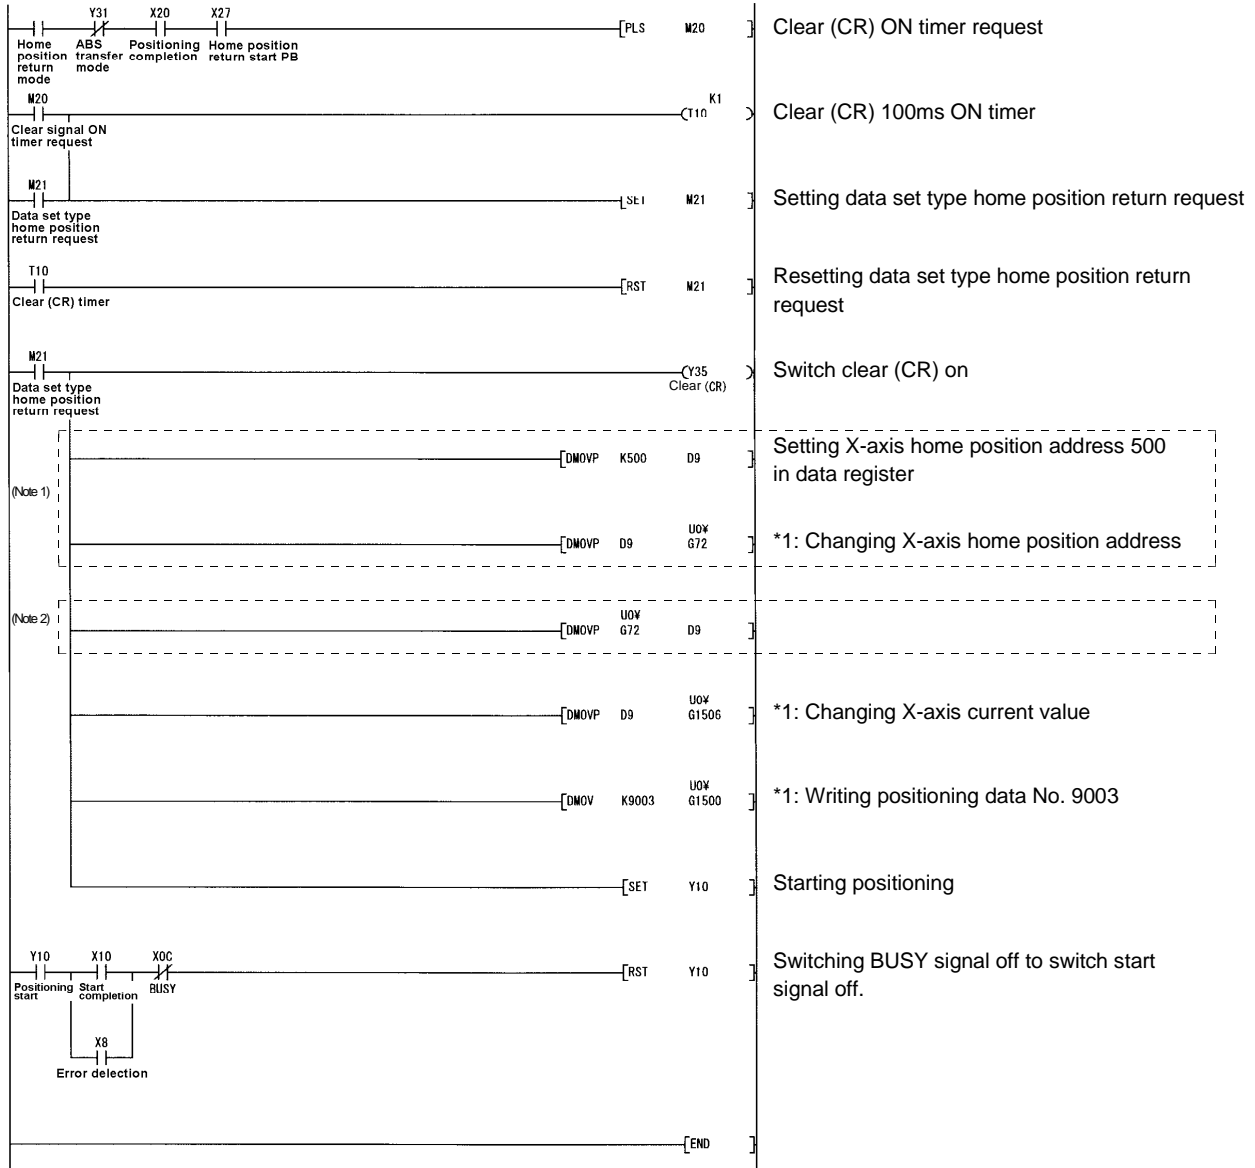 Y31 X20 X27
[PLS M20 ] Clear (CR) ON timer request
Home position return mode
ABS transfer mode
Positioning completion
Home position return start PB
M20 K1
(T10 ) Clear (CR) 100ms ON timer
Clear signal ON
timer request
M21
[SET M21 ] Setting data set type home position return request
Data set type
home position
return request
T10
[RST M21 ] Resetting data set type home position return
request
Clear (CR) timer
M21
(Y35 ) Switch clear (CR) on
Clear (CR)
Data set type
home position
return request
[DMOVP K500 D9 ] Setting X-axis home position address 500
in data register
(Note 1)
U0¥
[DMOVP D9 G72 ] *1: Changing X-axis home position address
(Note 2)
U0¥
[DMOVP G72 D9 ]
U0¥
[DMOVP D9 G1506 ] *1: Changing X-axis current value
U0¥
[DMOV K9003 G1500 ] *1: Writing positioning data No. 9003
[SET Y10 ] Starting positioning
Y10 X10 X0C
[RST Y10 ] Switching BUSY signal off to switch start
signal off.
Positioning start
Start completion
BUSY
X8
Error delection
[END ]